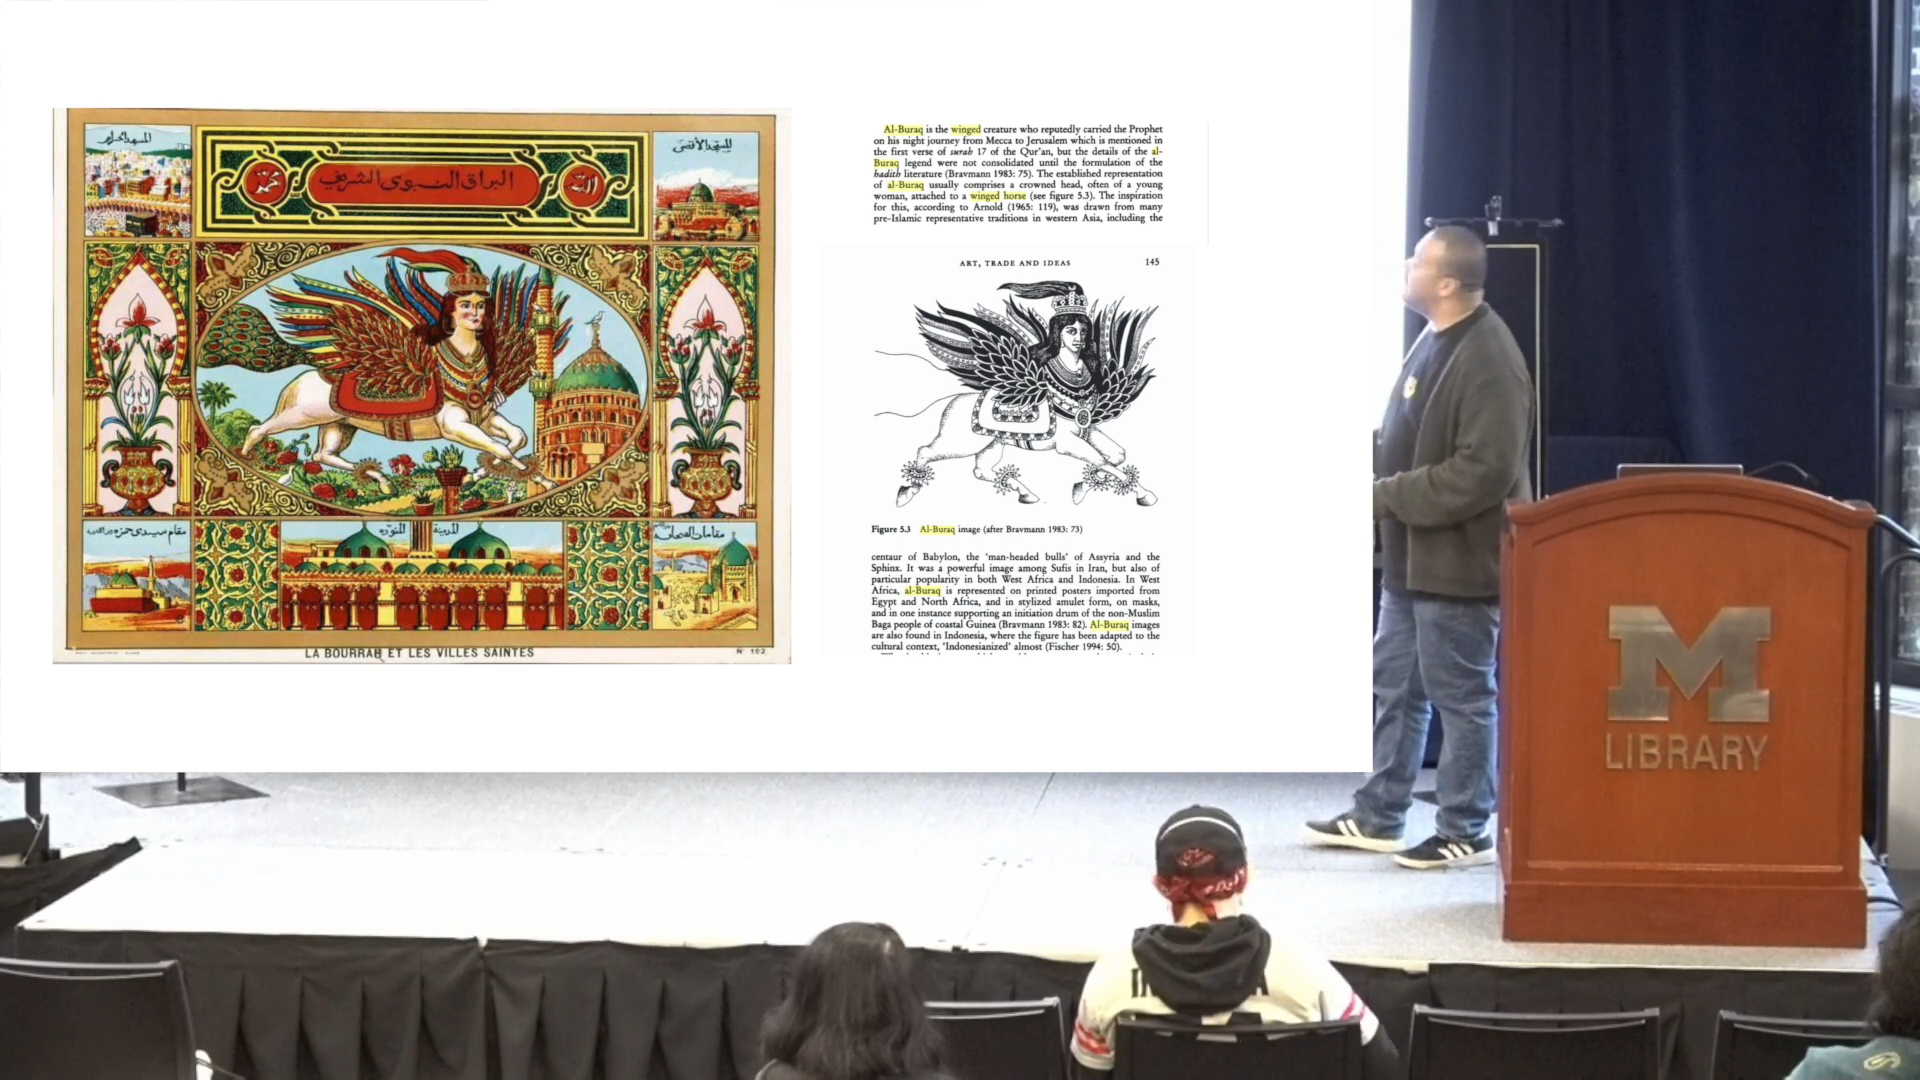 المسجد الحرام
محمد
البراق النبوى الشريف
الله
المسجد الأقصى
المدينة المنوره
LA BOURRAH ET LES VILLES SAINTES
N° 162
Al-Buraq is the winged creature who reputedly carried the Prophet
on his night journey from Mecca to Jerusalem which is mentioned in
the first verse of surah 17 of the Qur'an, but the details of the al-
Buraq legend were not consolidated until the formulation of the
hadith literature (Bravmann 1983: 75). The established representation
of al-Buraq usually comprises a crowned head, often of a young
woman, attached to a winged horse (see figure 5.3). The inspiration
for this, according to Arnold (1965: 119), was drawn from many
pre-Islamic representative traditions in western Asia, including the
ART, TRADE AND IDEAS 145
Figure 5.3 Al-Buraq image (after Bravmann 1983: 73)
centaur of Babylon, the 'man-headed bulls' of Assyria and the
Sphinx. It was a powerful image among Sufis in Iran, but also of
particular popularity in both West Africa and Indonesia. In West
Africa, al-Buraq is represented on printed posters imported from
Egypt and North Africa, and in stylized amulet form, on masks,
and in one instance supporting an initiation drum of the non-Muslim
Baga people of coastal Guinea (Bravmann 1983: 82). Al-Buraq images
are also found in Indonesia, where the figure has been adapted to the
cultural context, 'Indonesianized' almost (Fischer 1994: 50).
M
LIBRARY